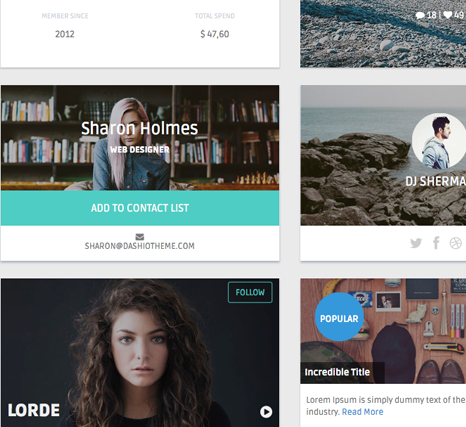 MEMBER SINCE
TOTAL SPEND
2012
$ 47,60
18 | 49
Sharon Holmes
WEB DESIGNER
ADD TO CONTACT LIST
SHARON@DASHIOTHEME.COM
DJ SHERMA
FOLLOW
LORDE
POPULAR
Incredible Title
Lorem Ipsum is simply dummy text of the
industry. Read More